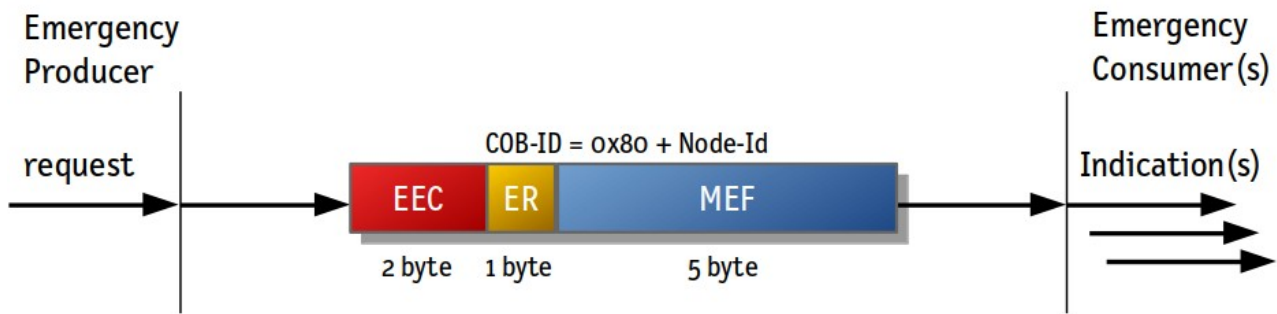 Emergency
Producer
Emergency
Consumer(s)
request
COB-ID = 0x80 + Node-Id
Indication(s)
EEC
ER
MEF
2 byte
1 byte
5 byte